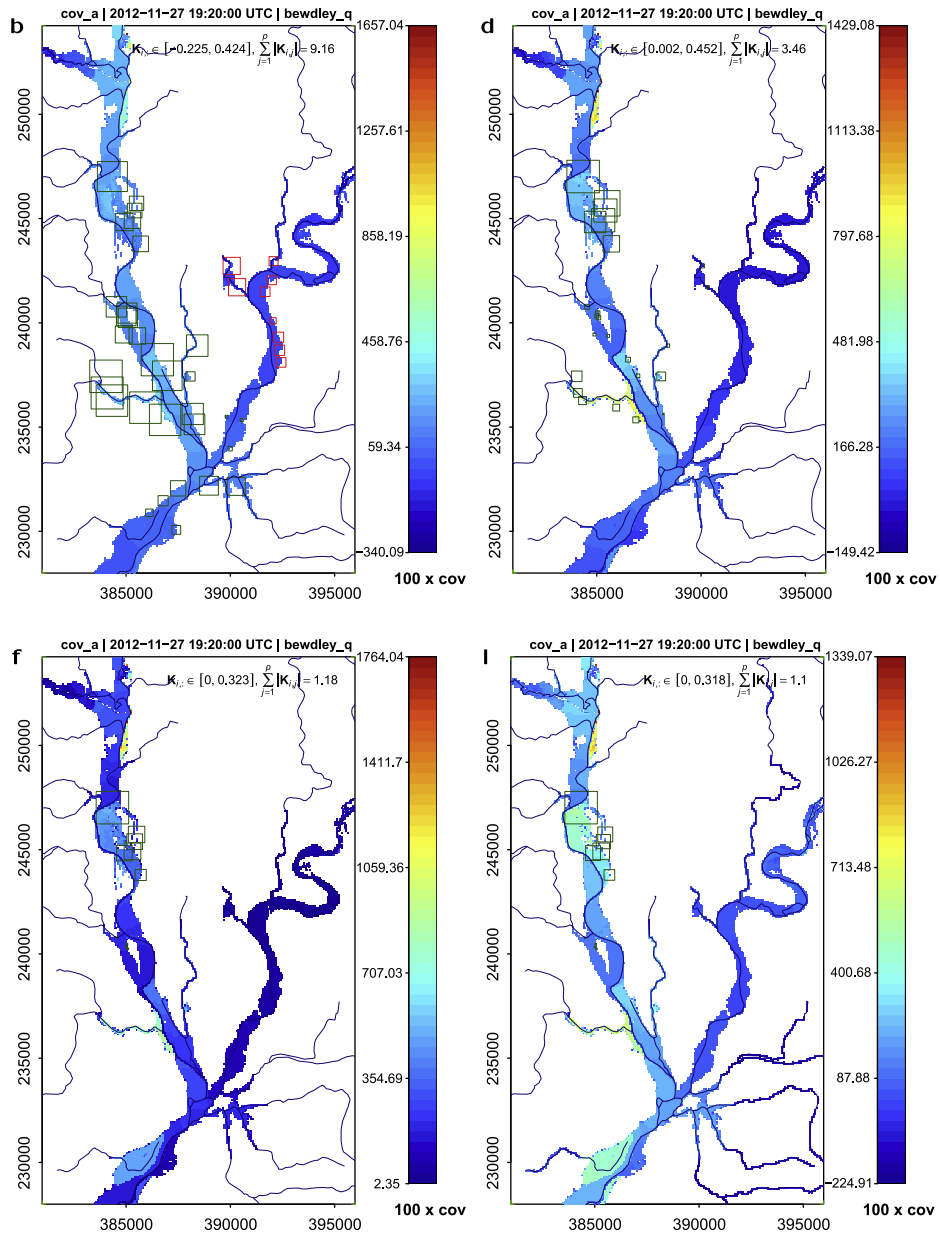 b
cov_a | 2012−11−27 19:20:00 UTC | bewdley_q
K_{i,:} ∈ [−0.225, 0.424], ∑_{j=1}^{p} |K_{i,j}| = 9.16
250000
245000
240000
235000
230000
385000 390000 395000
1657.04
1257.61
858.19
458.76
59.34
−340.09
100 x cov
d
cov_a | 2012−11−27 19:20:00 UTC | bewdley_q
K_{i,:} ∈ [0.002, 0.452], ∑_{j=1}^{p} |K_{i,j}| = 3.46
250000
245000
240000
235000
230000
385000 390000 395000
1429.08
1113.38
797.68
481.98
166.28
−149.42
100 x cov
f
cov_a | 2012−11−27 19:20:00 UTC | bewdley_q
K_{i,:} ∈ [0, 0.323], ∑_{j=1}^{p} |K_{i,j}| = 1.18
250000
245000
240000
235000
230000
385000 390000 395000
1764.04
1411.7
1059.36
707.03
354.69
2.35
100 x cov
l
cov_a | 2012−11−27 19:20:00 UTC | bewdley_q
K_{i,:} ∈ [0, 0.318], ∑_{j=1}^{p} |K_{i,j}| = 1.1
250000
245000
240000
235000
230000
385000 390000 395000
1339.07
1026.27
713.48
400.68
87.88
−224.91
100 x cov